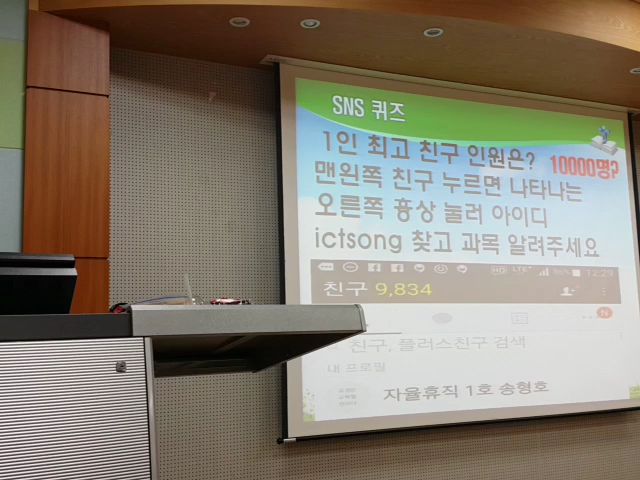 SNS 퀴즈
1인 최고 친구 인원은? 10000명?
맨왼쪽 친구 누르면 나타나는
오른쪽 흉상 눌러 아이디
ictsong 찾고 과목 알려주세요
HD LTE 12:29
친구 9,834
N
친구, 플러스친구 검색
내 프로필
자율휴직 1호 송형호